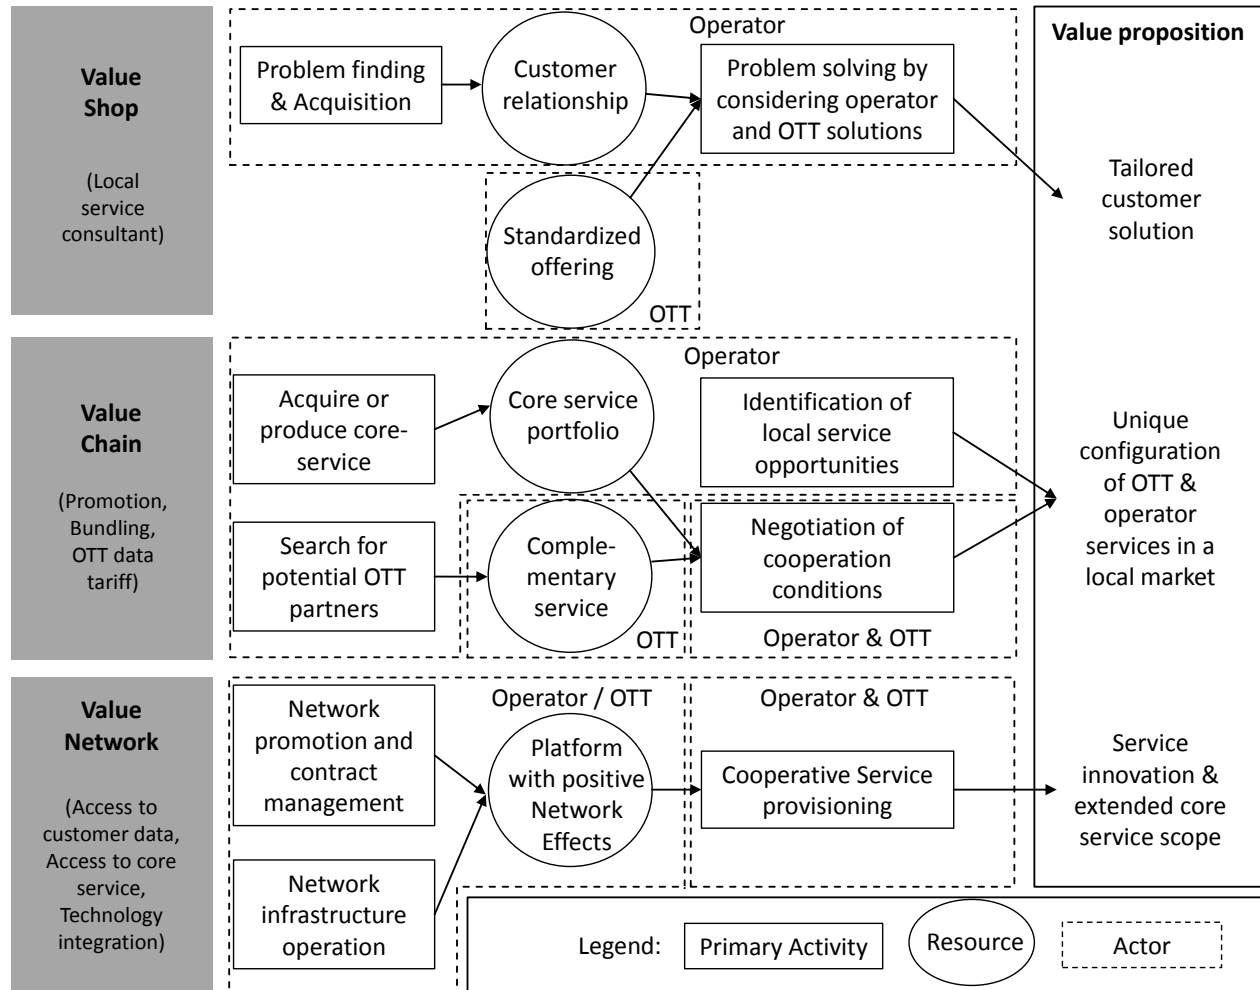 Value
Shop
(Local
service
consultant)
Operator
Problem finding
& Acquisition
Customer
relationship
Problem solving by
considering operator
and OTT solutions
Standardized
offering
OTT
Value proposition
Tailored
customer
solution
Value
Chain
(Promotion,
Bundling,
OTT data
tariff)
Operator
Acquire or
produce core-
service
Core service
portfolio
Identification of
local service
opportunities
Search for
potential OTT
partners
Comple-
mentary
service
OTT
Negotiation of
cooperation
conditions
Operator & OTT
Unique
configuration
of OTT &
operator
services in a
local market
Value
Network
(Access to
customer data,
Access to core
service,
Technology
integration)
Network
promotion and
contract
management
Network
infrastructure
operation
Operator / OTT
Platform
with positive
Network
Effects
Operator & OTT
Cooperative Service
provisioning
Service
innovation &
extended core
service scope
Legend:
Primary Activity
Resource
Actor